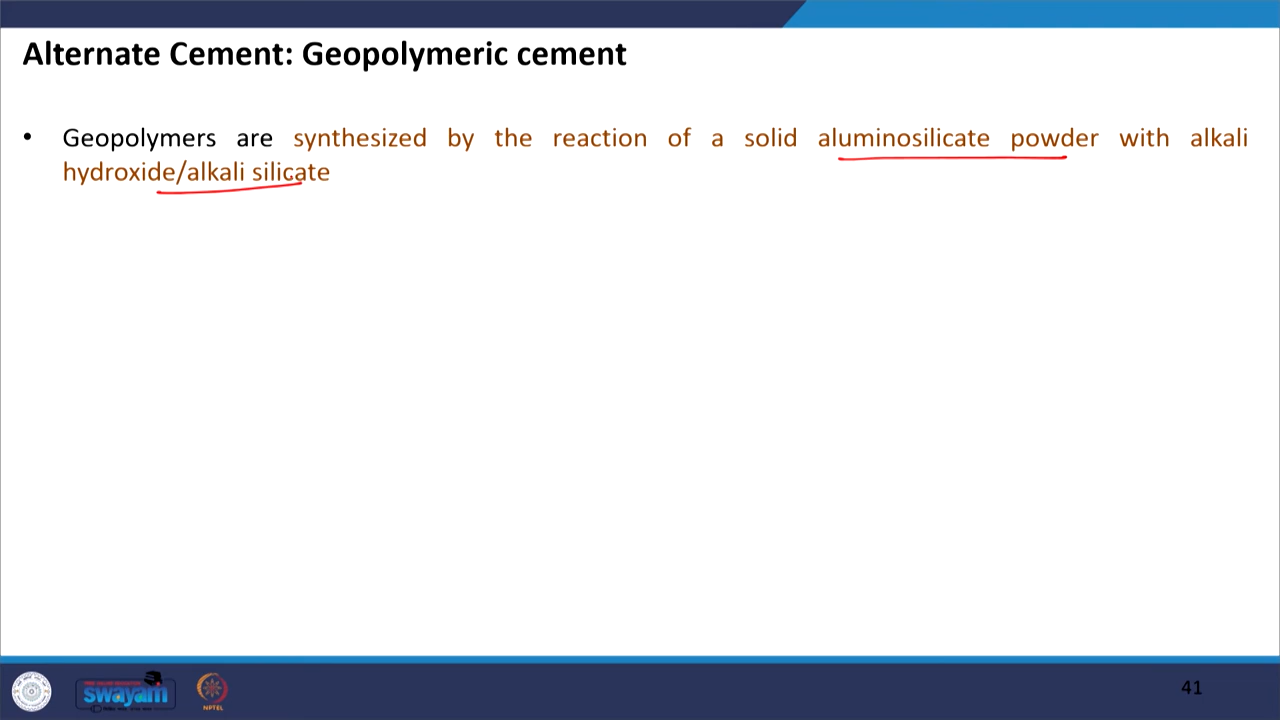 Alternate Cement: Geopolymeric cement
• Geopolymers are synthesized by the reaction of a solid aluminosilicate powder with alkali
hydroxide/alkali silicate
swayam
NPTEL
41